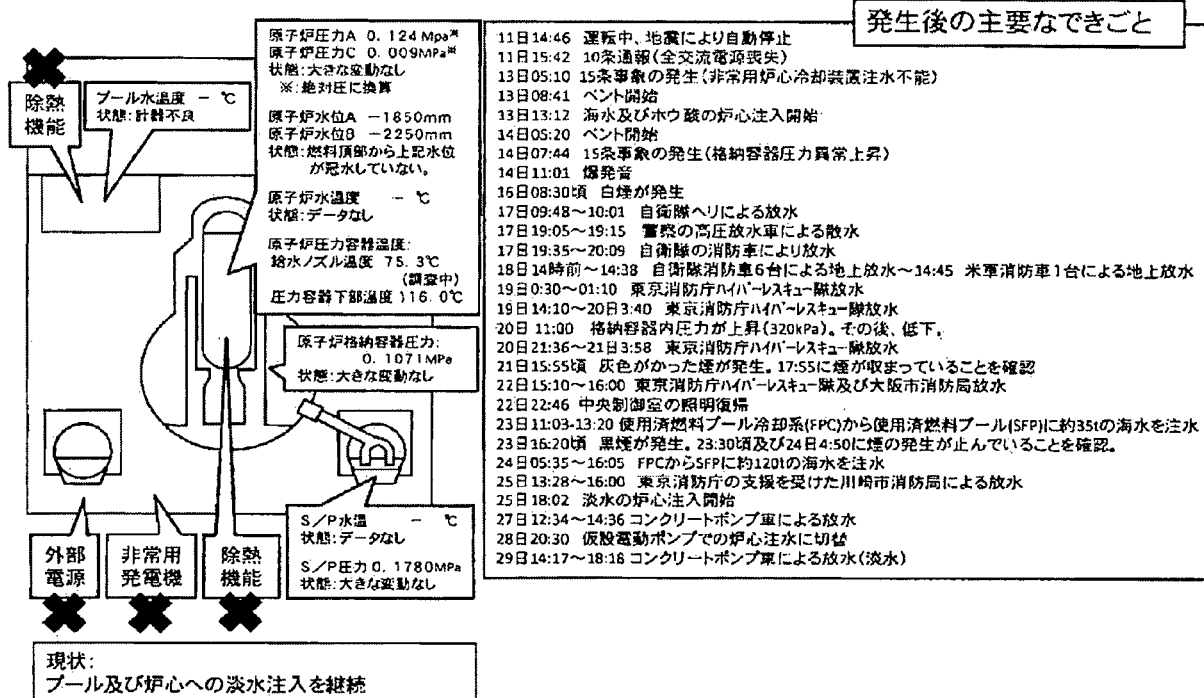 発生後の主要なできごと
除熱
機能
プール水温度 － ℃
状態:計器不良
原子炉圧力A 0.124Mpa※
原子炉圧力C 0.009MPa※
状態:大きな変動なし
※:絶対圧に換算
原子炉水位A －1850mm
原子炉水位B －2250mm
状態:燃料頂部から上記水位
が冠水していない。
原子炉水温度 － ℃
状態:データなし
原子炉圧力容器温度:
給水ノズル温度 75.3℃
(調査中)
圧力容器下部温度 116.0℃
原子炉格納容器圧力:
0.1071MPa
状態:大きな変動なし
S/P水温 － ℃
状態:データなし
S/P圧力 0.1780MPa
状態:大きな変動なし
外部
電源
非常用
発電機
除熱
機能
現状:
プール及び炉心への淡水注入を継続
11日14:46 運転中、地震により自動停止
11日15:42 10条通報(全交流電源喪失)
13日05:10 15条事象の発生(非常用炉心冷却装置注水不能)
13日08:41 ベント開始
13日13:12 海水及びホウ酸の炉心注入開始
14日05:20 ベント開始
14日07:44 15条事象の発生(格納容器圧力異常上昇)
14日11:01 爆発音
16日08:30頃 白煙が発生
17日09:48～10:01 自衛隊ヘリによる放水
17日19:05～19:15 警察の高圧放水車による散水
17日19:35～20:09 自衛隊の消防車により放水
18日14時前～14:38 自衛隊消防車6台による地上放水～14:45 米軍消防車1台による地上放水
19日0:30～01:10 東京消防庁ハイパーレスキュー隊放水
19日14:10～20日3:40 東京消防庁ハイパーレスキュー隊放水
20日 11:00 格納容器内圧力が上昇(320kPa)。その後、低下。
20日21:36～21日3:58 東京消防庁ハイパーレスキュー隊放水
21日15:55頃 灰色がかった煙が発生。17:55に煙が収まっていることを確認
22日15:10～16:00 東京消防庁ハイパーレスキュー隊及び大阪市消防局放水
22日22:46 中央制御室の照明復帰
23日11:03-13:20 使用済燃料プール冷却系(FPC)から使用済燃料プール(SFP)に約35tの海水を注水
23日16:20頃 黒煙が発生。23:30頃及び24日4:50に煙の発生が止んでいることを確認。
24日05:35～16:05 FPCからSFPに約120tの海水を注水
25日13:28～16:00 東京消防庁の支援を受けた川崎市消防局による放水
25日18:02 淡水の炉心注入開始
27日12:34～14:36 コンクリートポンプ車による放水
28日20:30 仮設電動ポンプでの炉心注水に切替
29日14:17～18:18 コンクリートポンプ車による放水(淡水)